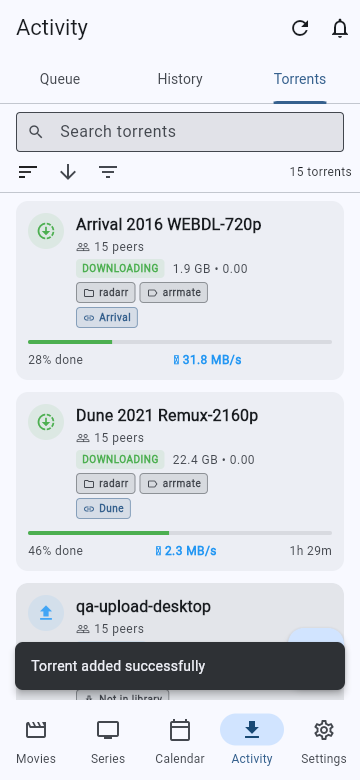 Activity
Queue
History
Torrents
Search torrents
15 torrents
Arrival 2016 WEBDL-720p
15 peers
DOWNLOADING 1.9 GB • 0.00
radarr arrmate
Arrival
28% done 31.8 MB/s
Dune 2021 Remux-2160p
15 peers
DOWNLOADING 22.4 GB • 0.00
radarr arrmate
Dune
46% done 2.3 MB/s 1h 29m
qa-upload-desktop
15 peers
Torrent added successfully
Not in library
Movies
Series
Calendar
Activity
Settings